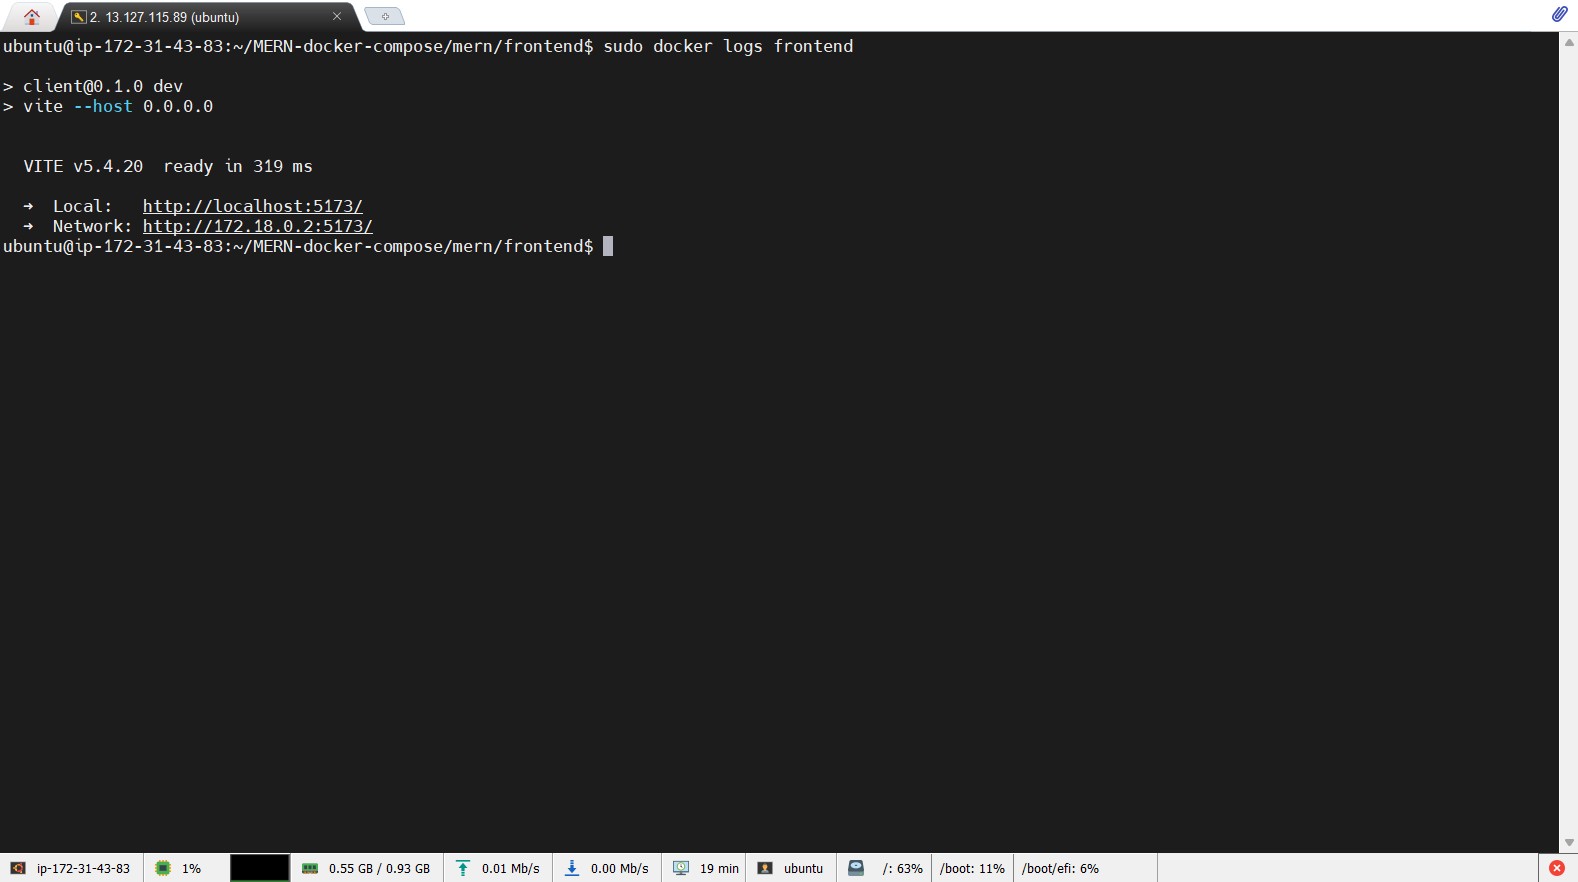 2. 13.127.115.89 (ubuntu)
ubuntu@ip-172-31-43-83:~/MERN-docker-compose/mern/frontend$ sudo docker logs frontend
> client@0.1.0 dev
> vite --host 0.0.0.0
VITE v5.4.20  ready in 319 ms
➜  Local:   http://localhost:5173/
➜  Network: http://172.18.0.2:5173/
ubuntu@ip-172-31-43-83:~/MERN-docker-compose/mern/frontend$
ip-172-31-43-83 1% 0.55 GB / 0.93 GB 0.01 Mb/s 0.00 Mb/s 19 min ubuntu /: 63% /boot: 11% /boot/efi: 6%